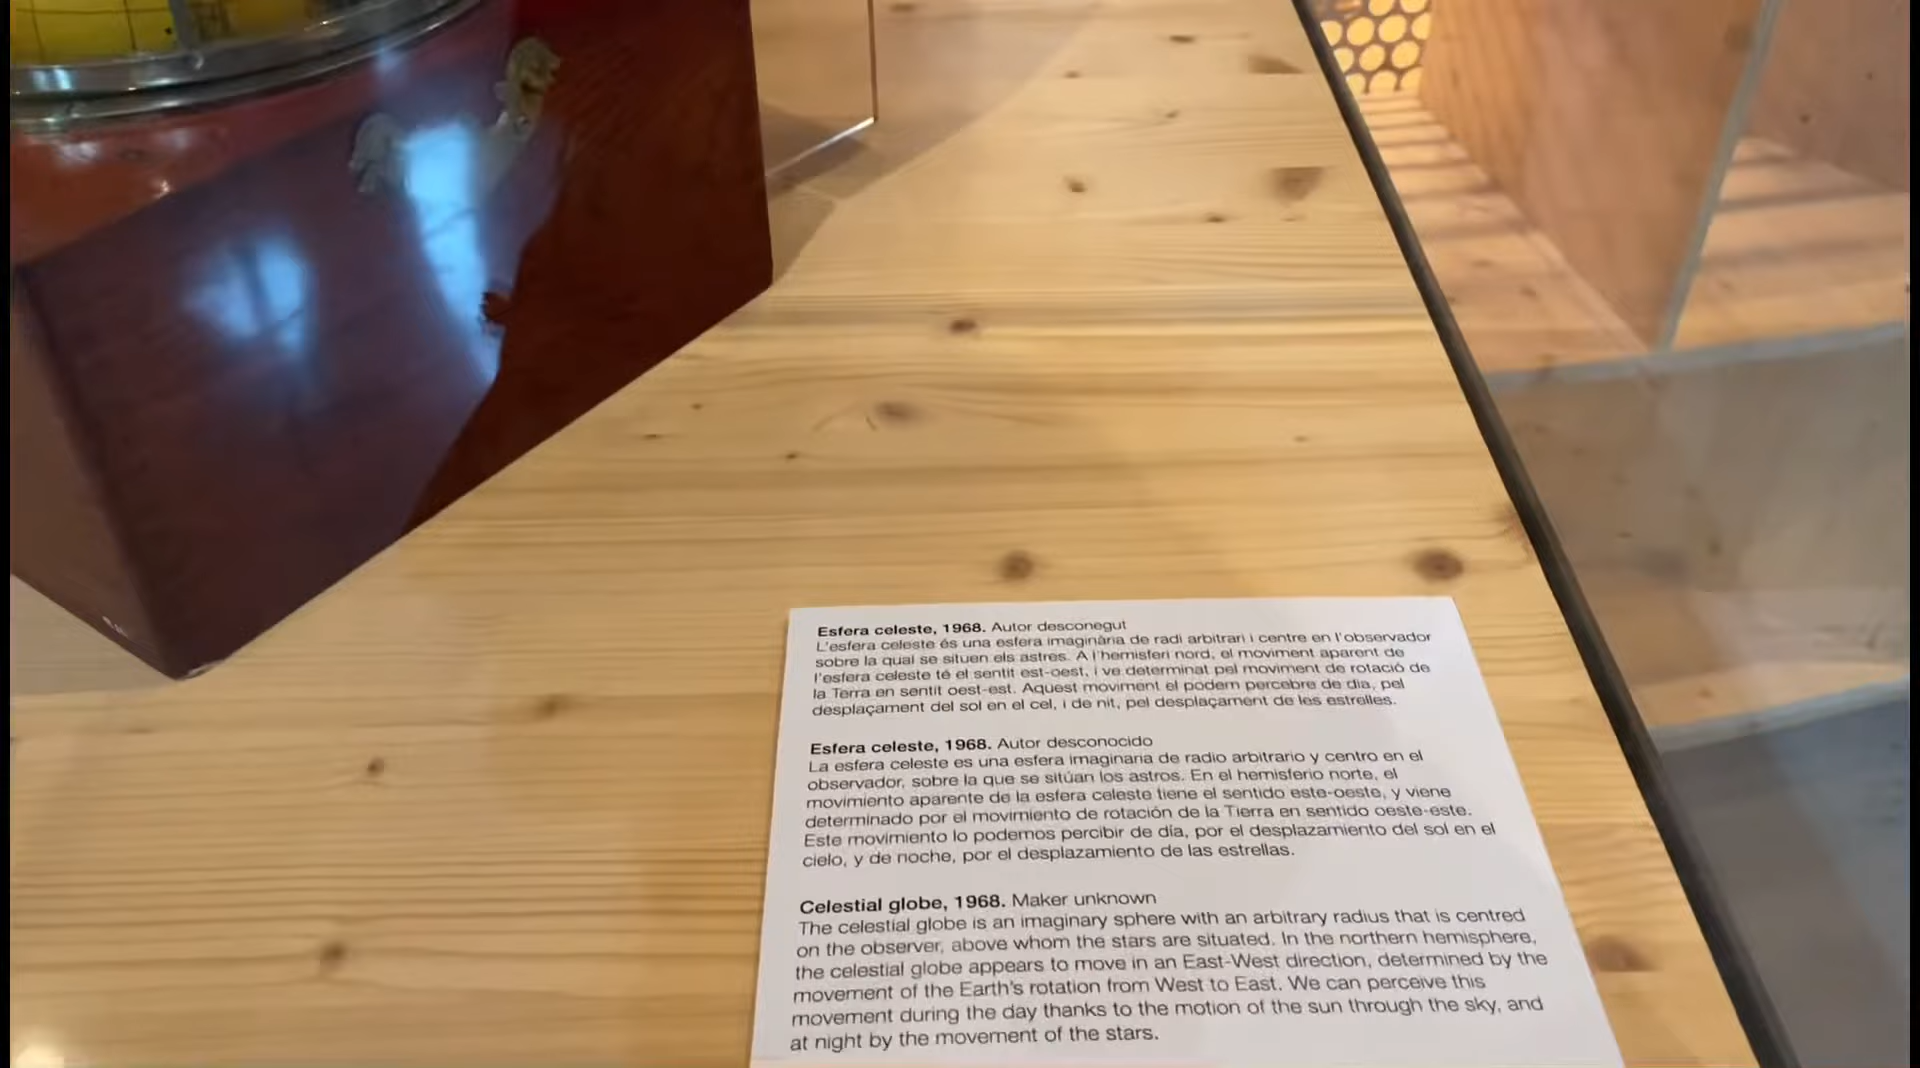 Esfera celeste, 1968. Autor desconegut
L'esfera celeste és una esfera imaginària de radi arbitrari i centre en l'observador
sobre la qual se situen els astres. A l'hemisferi nord, el moviment aparent de
l'esfera celeste té el sentit est-oest, i ve determinat pel moviment de rotació de
la Terra en sentit oest-est. Aquest moviment el podem percebre de dia, pel
desplaçament del sol en el cel, i de nit, pel desplaçament de les estrelles.
Esfera celeste, 1968. Autor desconocido
La esfera celeste es una esfera imaginaria de radio arbitrario y centro en el
observador, sobre la que se sitúan los astros. En el hemisferio norte, el
movimiento aparente de la esfera celeste tiene el sentido este-oeste, y viene
determinado por el movimiento de rotación de la Tierra en sentido oeste-este.
Este movimiento lo podemos percibir de día, por el desplazamiento del sol en el
cielo, y de noche, por el desplazamiento de las estrellas.
Celestial globe, 1968. Maker unknown
The celestial globe is an imaginary sphere with an arbitrary radius that is centred
on the observer, above whom the stars are situated. In the northern hemisphere,
the celestial globe appears to move in an East-West direction, determined by the
movement of the Earth's rotation from West to East. We can perceive this
movement during the day thanks to the motion of the sun through the sky, and
at night by the movement of the stars.